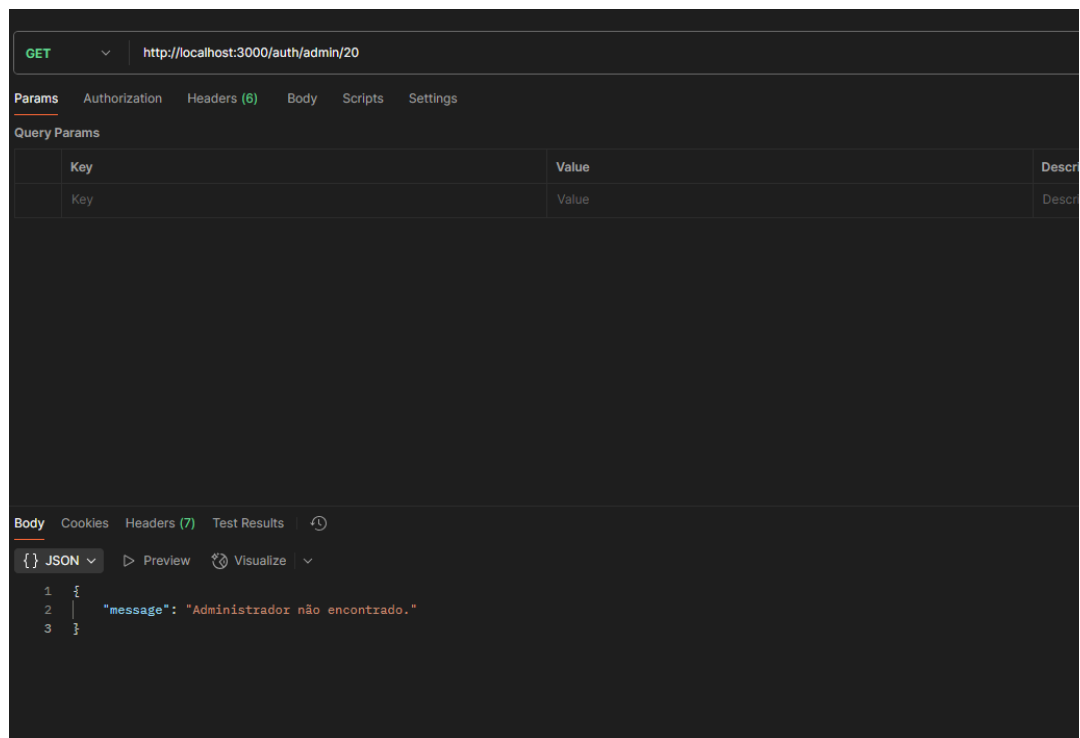 GET http://localhost:3000/auth/admin/20
Params Authorization Headers (6) Body Scripts Settings
Query Params
Key Value Descri
Key Value Descri
Body Cookies Headers (7) Test Results
{} JSON Preview Visualize
1 {
2 "message": "Administrador não encontrado."
3 }